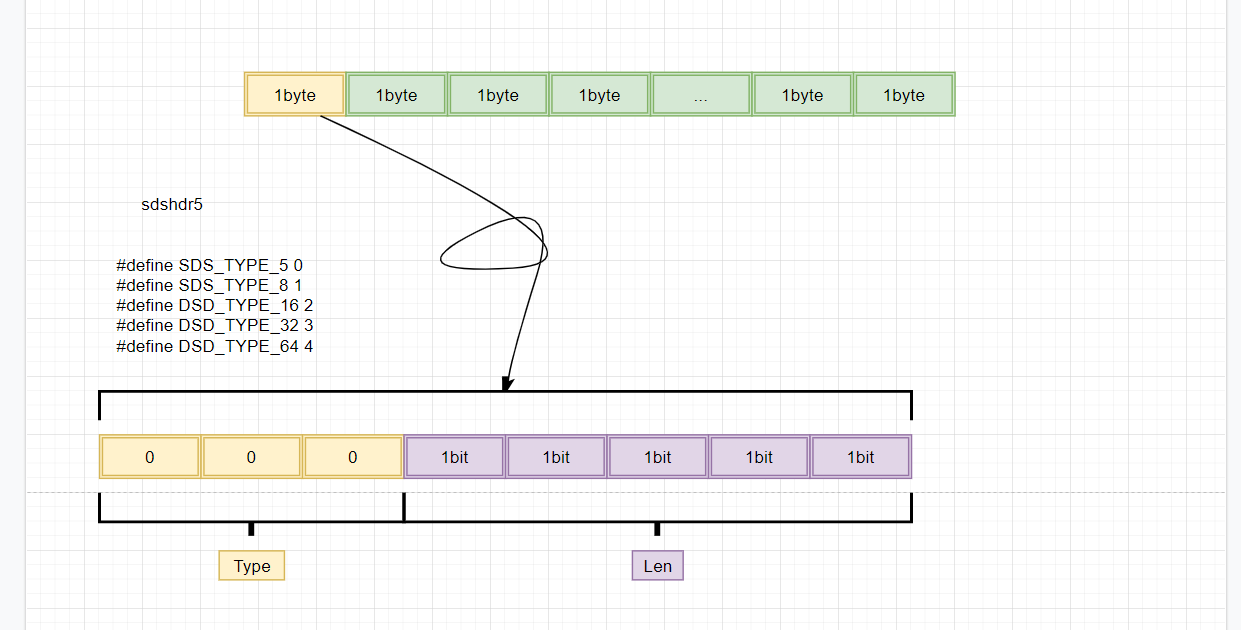 1byte 1byte 1byte 1byte ... 1byte 1byte
sdshdr5
#define SDS_TYPE_5 0
#define SDS_TYPE_8 1
#define DSD_TYPE_16 2
#define DSD_TYPE_32 3
#define DSD_TYPE_64 4
0 0 0 1bit 1bit 1bit 1bit 1bit
Type Len